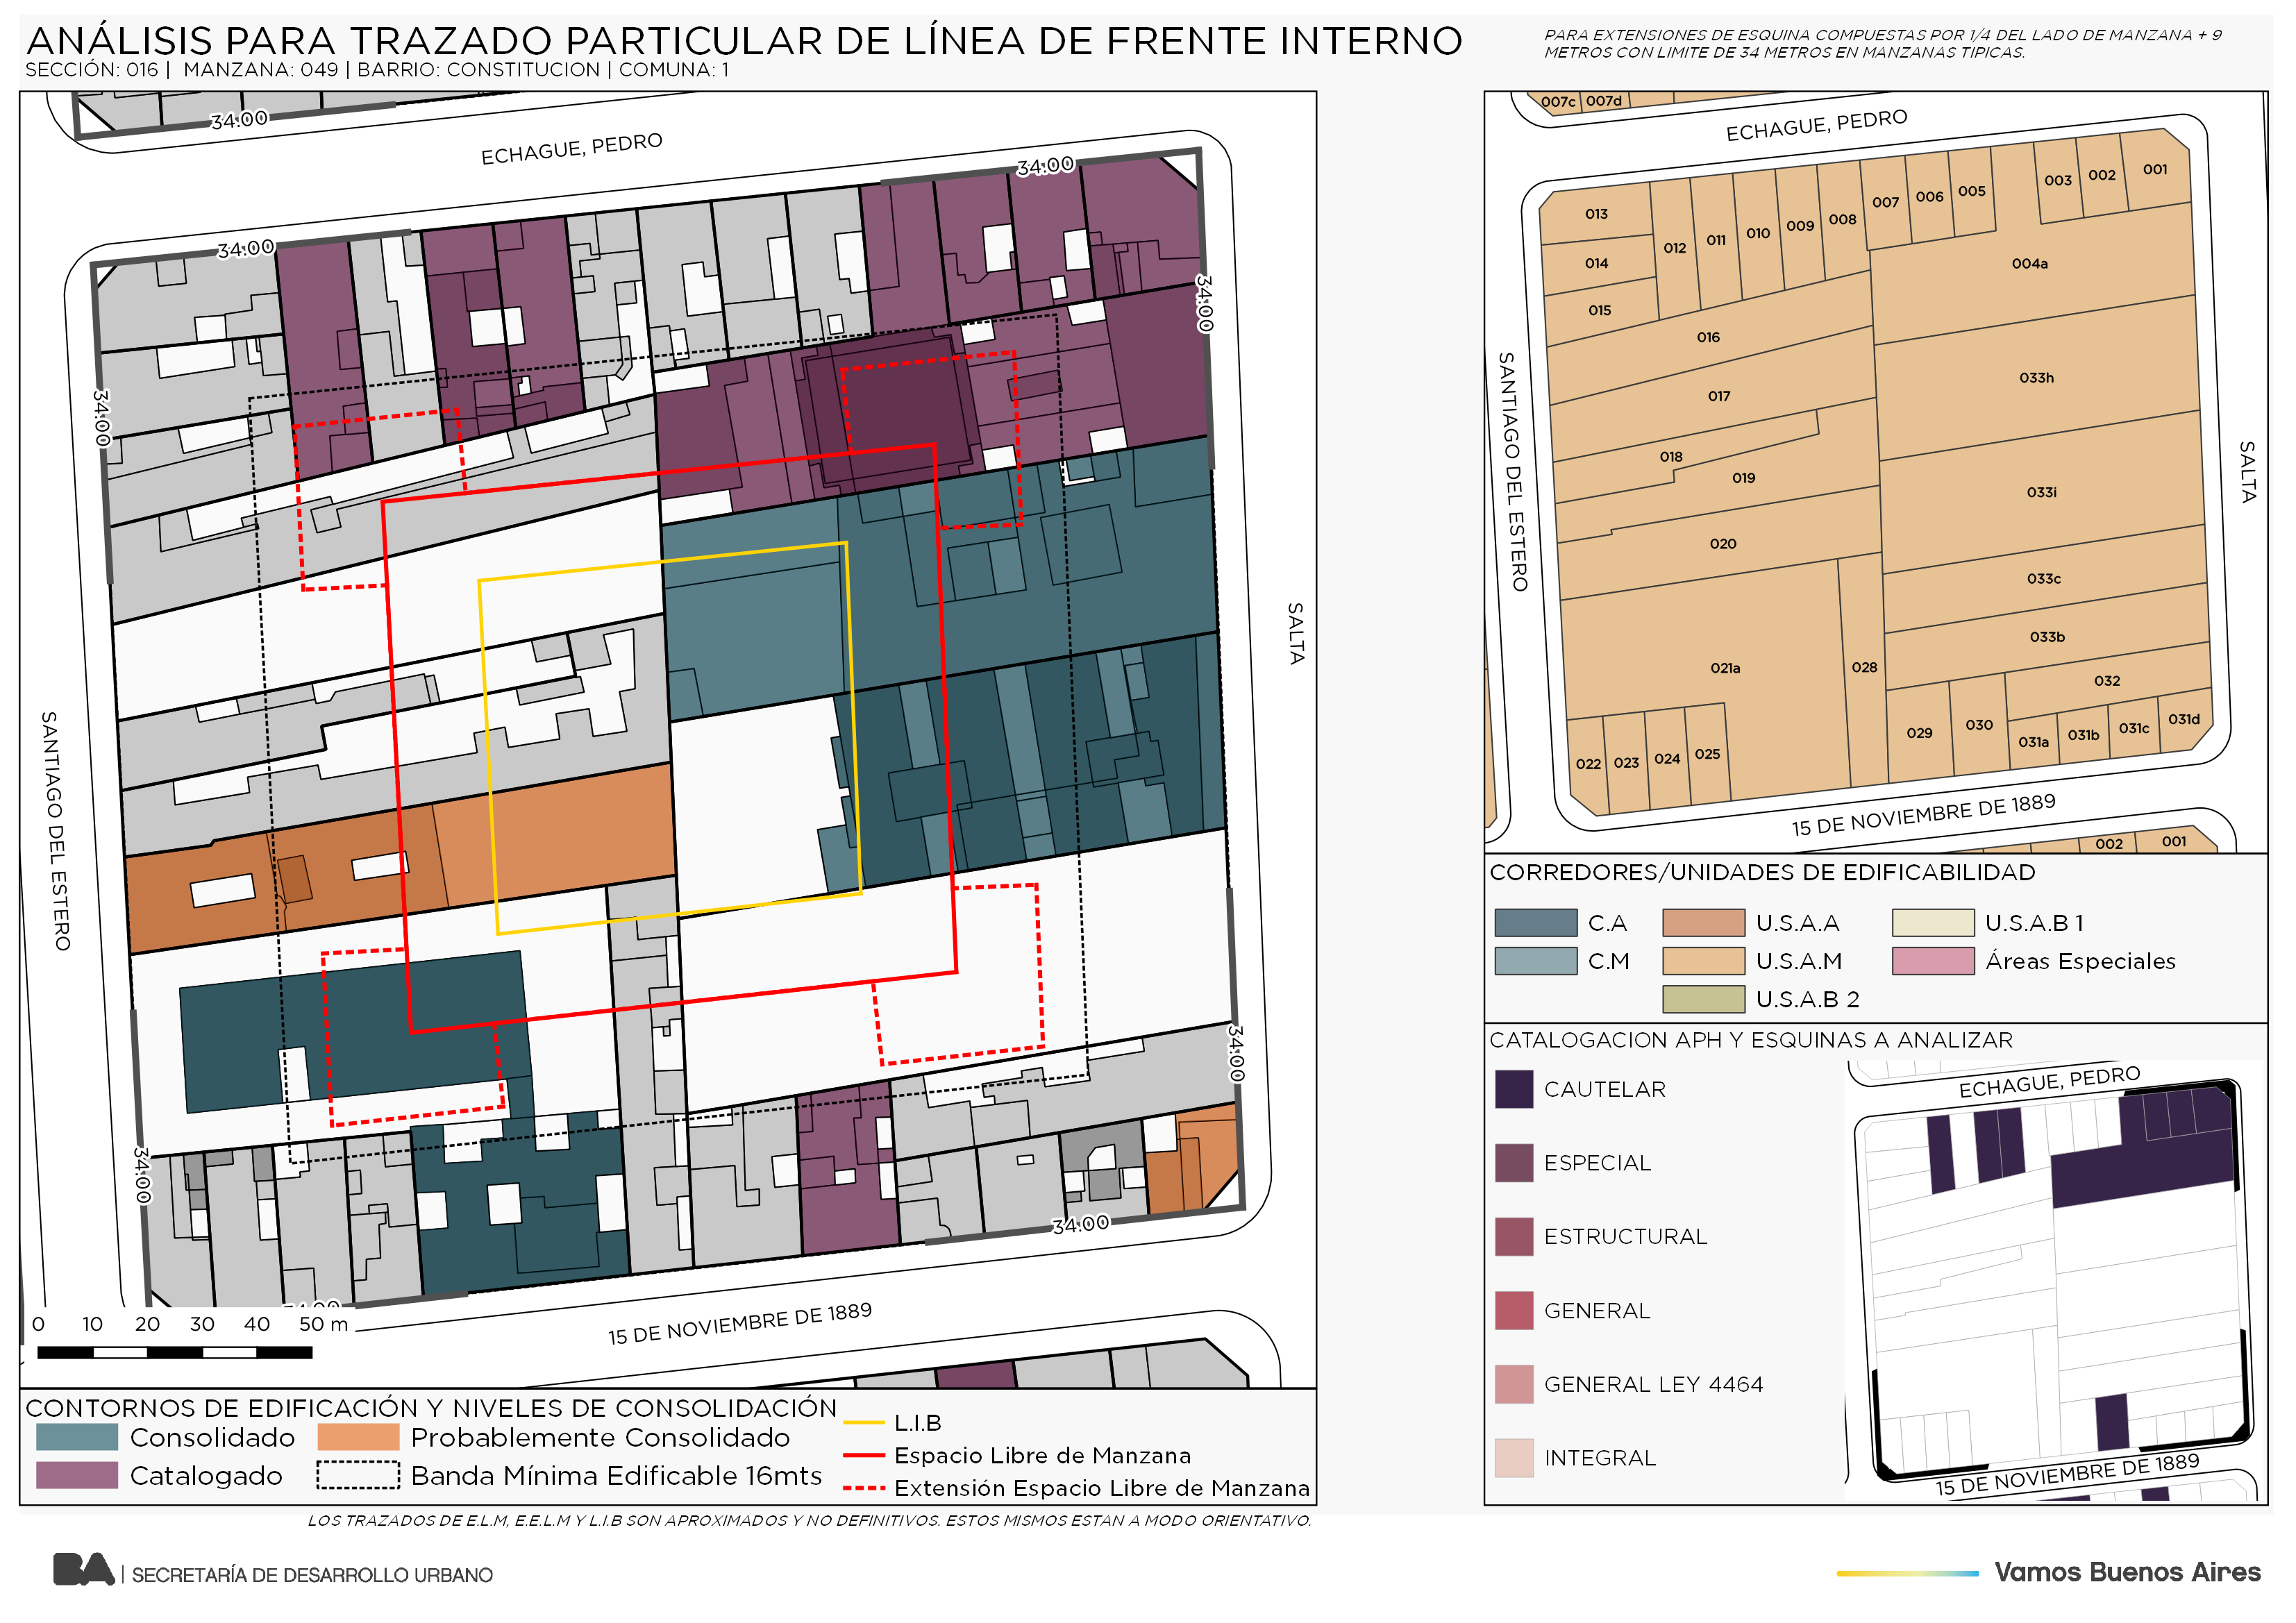 ANÁLISIS PARA TRAZADO PARTICULAR DE LÍNEA DE FRENTE INTERNO
SECCIÓN: 016 | MANZANA: 049 | BARRIO: CONSTITUCION | COMUNA: 1
PARA EXTENSIONES DE ESQUINA COMPUESTAS POR 1/4 DEL LADO DE MANZANA + 9
METROS CON LIMITE DE 34 METROS EN MANZANAS TIPICAS.
34.00
ECHAGUE, PEDRO
34.00
34.00
34.00
34.00
SALTA
SANTIAGO DEL ESTERO
34.00
34.00
34.00
34.00
15 DE NOVIEMBRE DE 1889
0 10 20 30 40 50 m
CONTORNOS DE EDIFICACIÓN Y NIVELES DE CONSOLIDACIÓN
Consolidado
Probablemente Consolidado
Catalogado
Banda Mínima Edificable 16mts
L.I.B
Espacio Libre de Manzana
Extensión Espacio Libre de Manzana
LOS TRAZADOS DE E.L.M, E.E.L.M Y L.I.B SON APROXIMADOS Y NO DEFINITIVOS. ESTOS MISMOS ESTAN A MODO ORIENTATIVO.
007c 007d
ECHAGUE, PEDRO
013 012 011 010 009 008 007 006 005 003 002 001
014
015
004a
016
033h
017
018
019
033i
020
033c
033b
021a
028
032
029
030
031a 031b 031c 031d
022 023 024 025
SANTIAGO DEL ESTERO
SALTA
15 DE NOVIEMBRE DE 1889
002 001
CORREDORES/UNIDADES DE EDIFICABILIDAD
C.A
U.S.A.A
U.S.A.B 1
C.M
U.S.A.M
Áreas Especiales
U.S.A.B 2
CATALOGACION APH Y ESQUINAS A ANALIZAR
CAUTELAR
ESPECIAL
ESTRUCTURAL
GENERAL
GENERAL LEY 4464
INTEGRAL
ECHAGUE, PEDRO
15 DE NOVIEMBRE DE 1889
BA | SECRETARÍA DE DESARROLLO URBANO
Vamos Buenos Aires